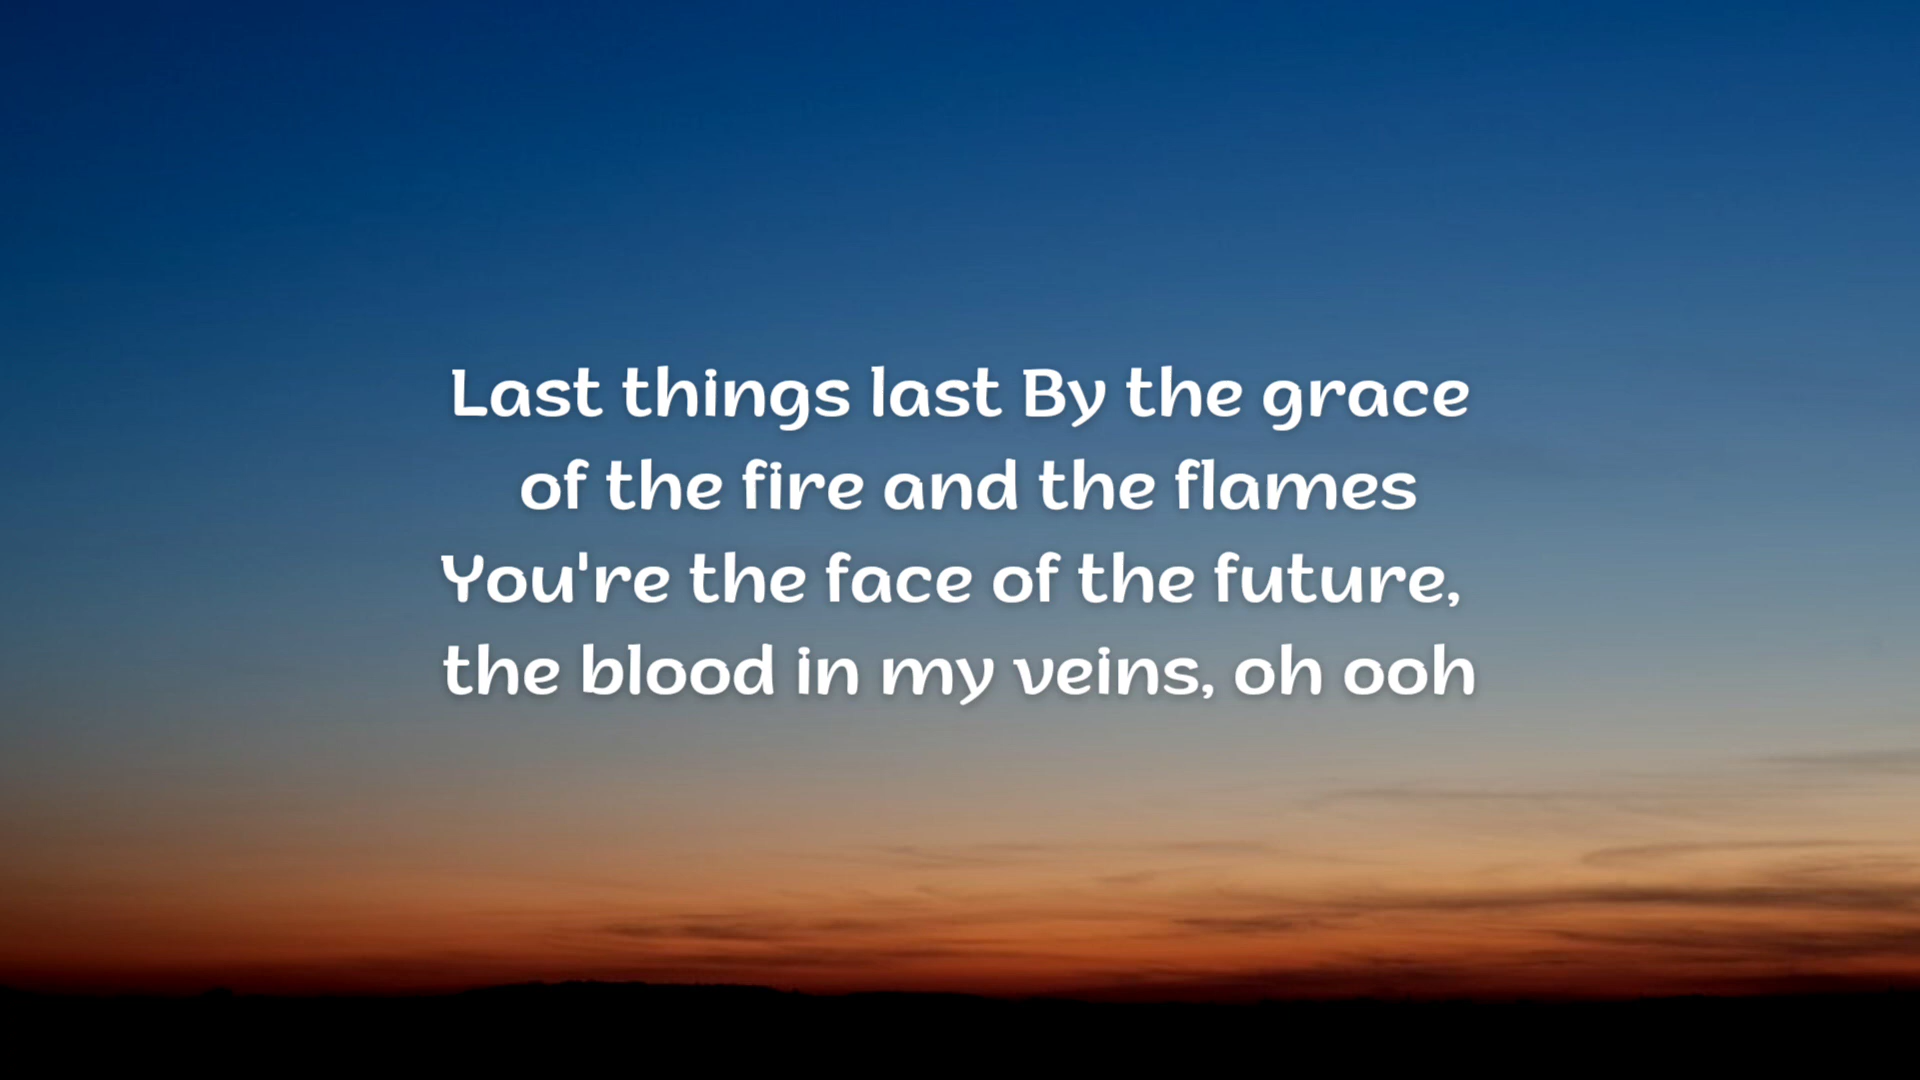 Last things last By the grace
of the fire and the flames
You're the face of the future,
the blood in my veins, oh ooh